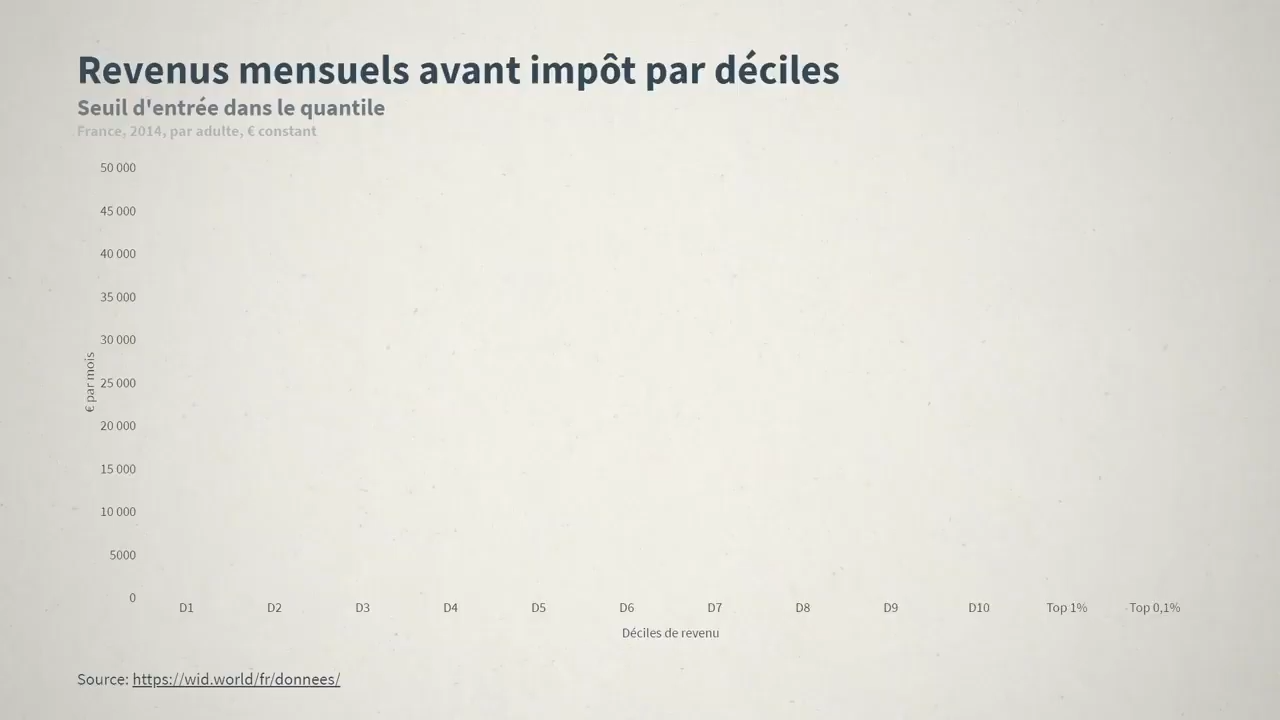 Revenus mensuels avant impôt par déciles
Seuil d'entrée dans le quantile
France, 2014, par adulte, € constant
50 000
45 000
40 000
35 000
30 000
€ par mois
25 000
20 000
15 000
10 000
5000
0
D1 D2 D3 D4 D5 D6 D7 D8 D9 D10 Top 1% Top 0,1%
Déciles de revenu
Source: https://wid.world/fr/donnees/